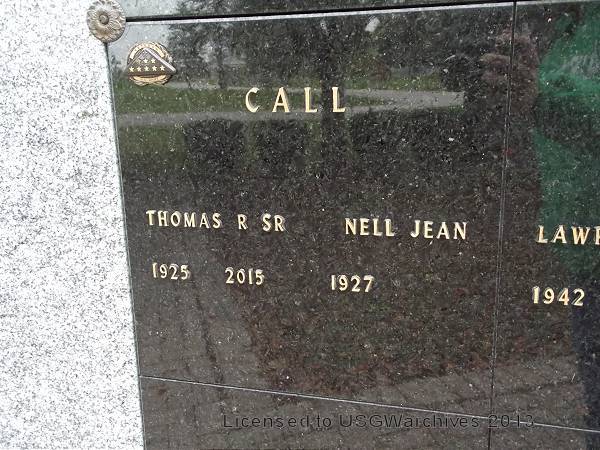 CALL
THOMAS R SR NELL JEAN
1925 2015 1927
1942
Licensed to USGWarchives 2013